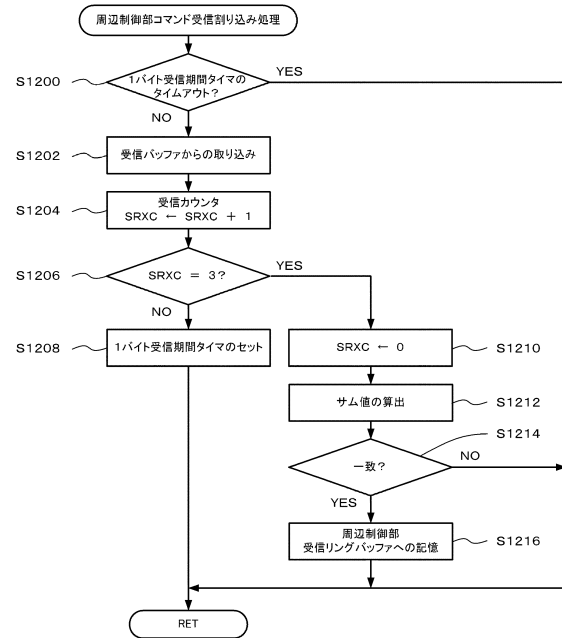 周辺制御部コマンド受信割り込み処理
S1200
1バイト受信期間タイマの
タイムアウト？
YES
NO
S1202
受信バッファからの取り込み
S1204
受信カウンタ
SRXC ← SRXC + 1
S1206
SRXC = 3?
YES
NO
S1208
1バイト受信期間タイマのセット
SRXC ← 0
S1210
サム値の算出
S1212
S1214
一致？
NO
YES
周辺制御部
受信リングバッファへの記憶
S1216
RET